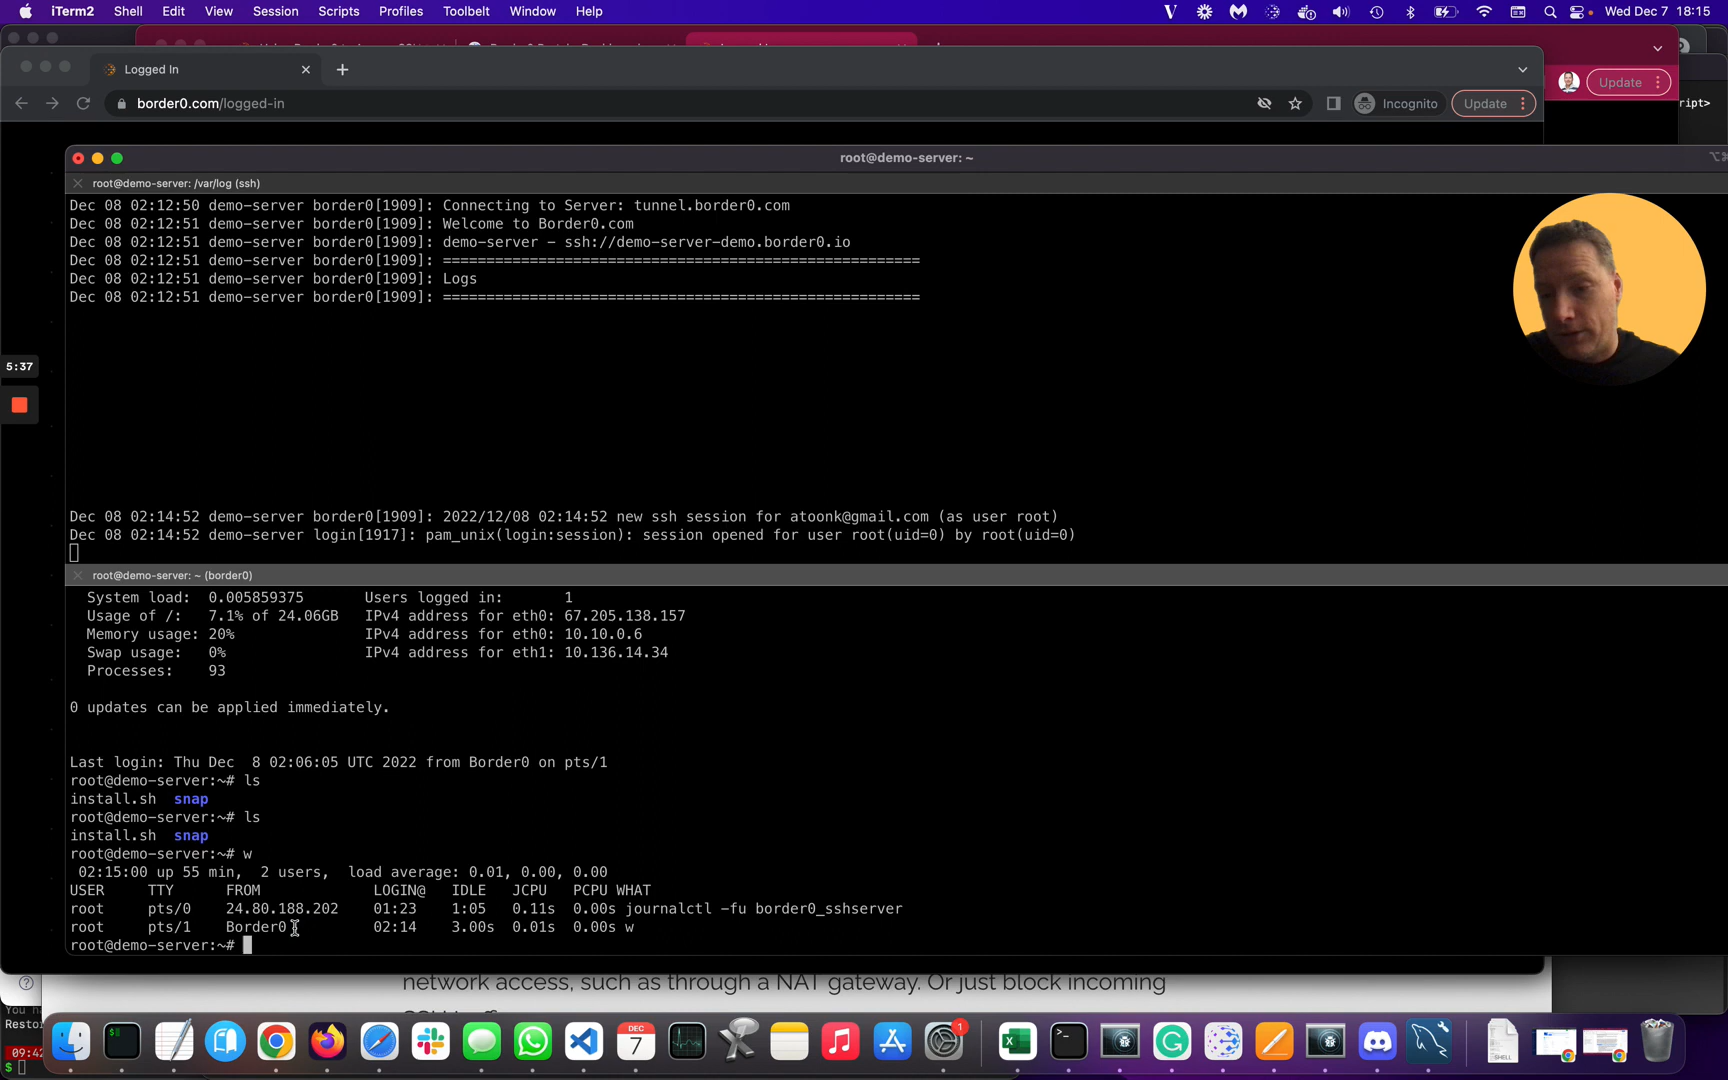 iTerm2 Shell Edit View Session Scripts Profiles Toolbelt Window Help Wed Dec 7 18:15
Logged In
border0.com/logged-in Incognito Update Update
ript>
root@demo-server: ~
root@demo-server: /var/log (ssh)
Dec 08 02:12:50 demo-server border0[1909]: Connecting to Server: tunnel.border0.com
Dec 08 02:12:51 demo-server border0[1909]: Welcome to Border0.com
Dec 08 02:12:51 demo-server border0[1909]: demo-server - ssh://demo-server-demo.border0.io
Dec 08 02:12:51 demo-server border0[1909]: =======================================================
Dec 08 02:12:51 demo-server border0[1909]: Logs
Dec 08 02:12:51 demo-server border0[1909]: =======================================================
5:37
Dec 08 02:14:52 demo-server border0[1909]: 2022/12/08 02:14:52 new ssh session for atoonk@gmail.com (as user root)
Dec 08 02:14:52 demo-server login[1917]: pam_unix(login:session): session opened for user root(uid=0) by root(uid=0)
root@demo-server: ~ (border0)
System load: 0.005859375 Users logged in: 1
Usage of /: 7.1% of 24.06GB IPv4 address for eth0: 67.205.138.157
Memory usage: 20% IPv4 address for eth0: 10.10.0.6
Swap usage: 0% IPv4 address for eth1: 10.136.14.34
Processes: 93
0 updates can be applied immediately.
Last login: Thu Dec 8 02:06:05 UTC 2022 from Border0 on pts/1
root@demo-server:~# ls
install.sh snap
root@demo-server:~# ls
install.sh snap
root@demo-server:~# w
02:15:00 up 55 min, 2 users, load average: 0.01, 0.00, 0.00
USER TTY FROM LOGIN@ IDLE JCPU PCPU WHAT
root pts/0 24.80.188.202 01:23 1:05 0.11s 0.00s journalctl -fu border0_sshserver
root pts/1 Border0 02:14 3.00s 0.01s 0.00s w
root@demo-server:~#
network access, such as through a NAT gateway. Or just block incoming
Restor
09:42
$
DEC
7
1
SHELL